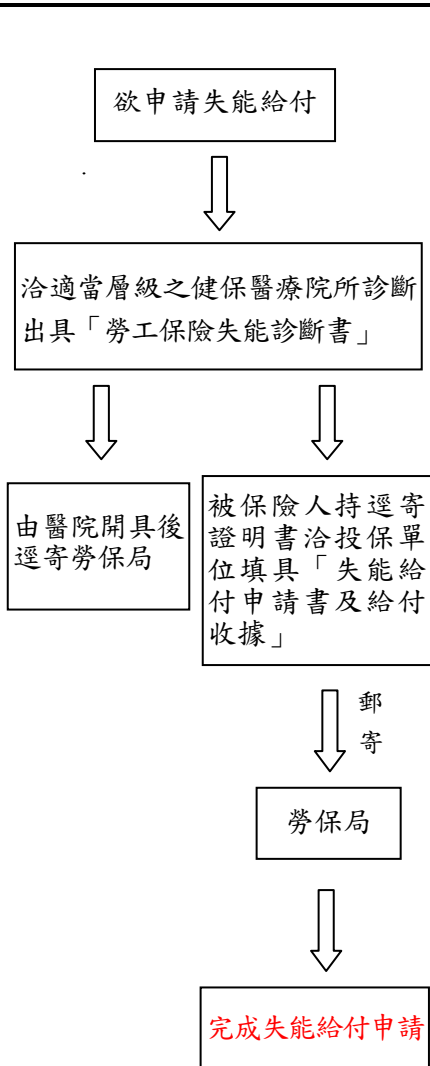 欲申請失能給付
洽適當層級之健保醫療院所診斷
出具「勞工保險失能診斷書」
由醫院開具後
逕寄勞保局
被保險人持逕寄
證明書洽投保單
位填具「失能給
付申請書及給付
收據」
郵
寄
勞保局
完成失能給付申請